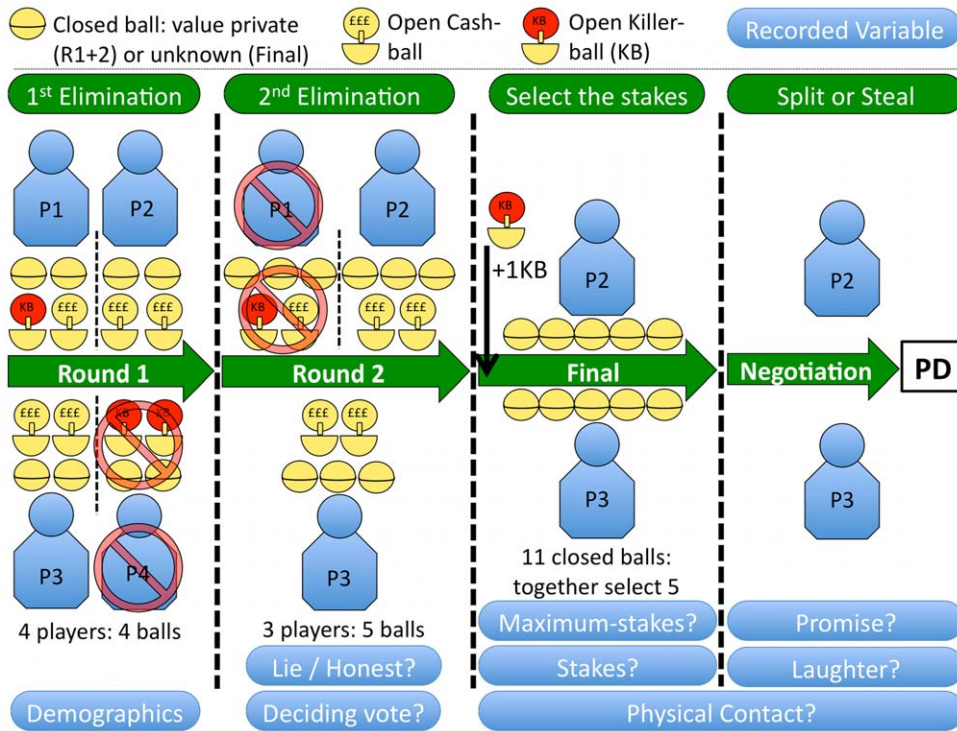 Closed ball: value private
(R1+2) or unknown (Final)
£££
Open Cash-
ball
KB
Open Killer-
ball (KB)
Recorded Variable
1st Elimination
2nd Elimination
Select the stakes
Split or Steal
P1
P2
P1
P2
KB
+1KB
P2
P2
KB
£££
£££
£££
KB
£££
£££
£££
Round 1
Round 2
Final
Negotiation
PD
£££
£££
KB
KB
£££
£££
P3
P4
P3
P3
P3
4 players: 4 balls
3 players: 5 balls
11 closed balls:
together select 5
Maximum-stakes?
Promise?
Lie / Honest?
Stakes?
Laughter?
Demographics
Deciding vote?
Physical Contact?